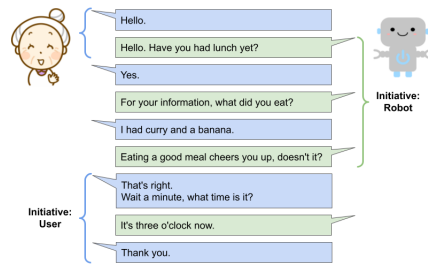 Hello.
Hello. Have you had lunch yet?
Yes.
For your information, what did you eat?
Initiative:
Robot
I had curry and a banana.
Eating a good meal cheers you up, doesn't it?
That's right.
Wait a minute, what time is it?
Initiative:
User
It's three o'clock now.
Thank you.